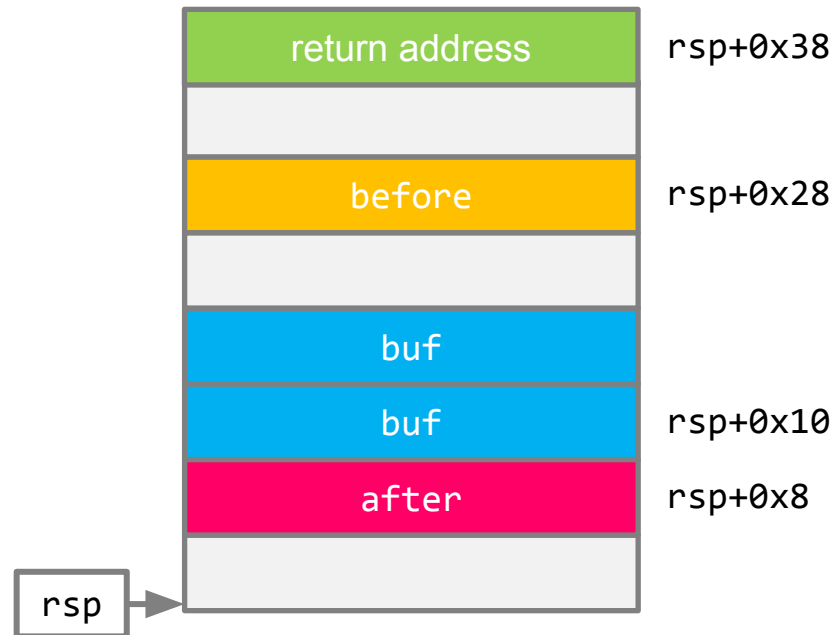 return address rsp+0x38
before rsp+0x28
buf
buf rsp+0x10
after rsp+0x8
rsp